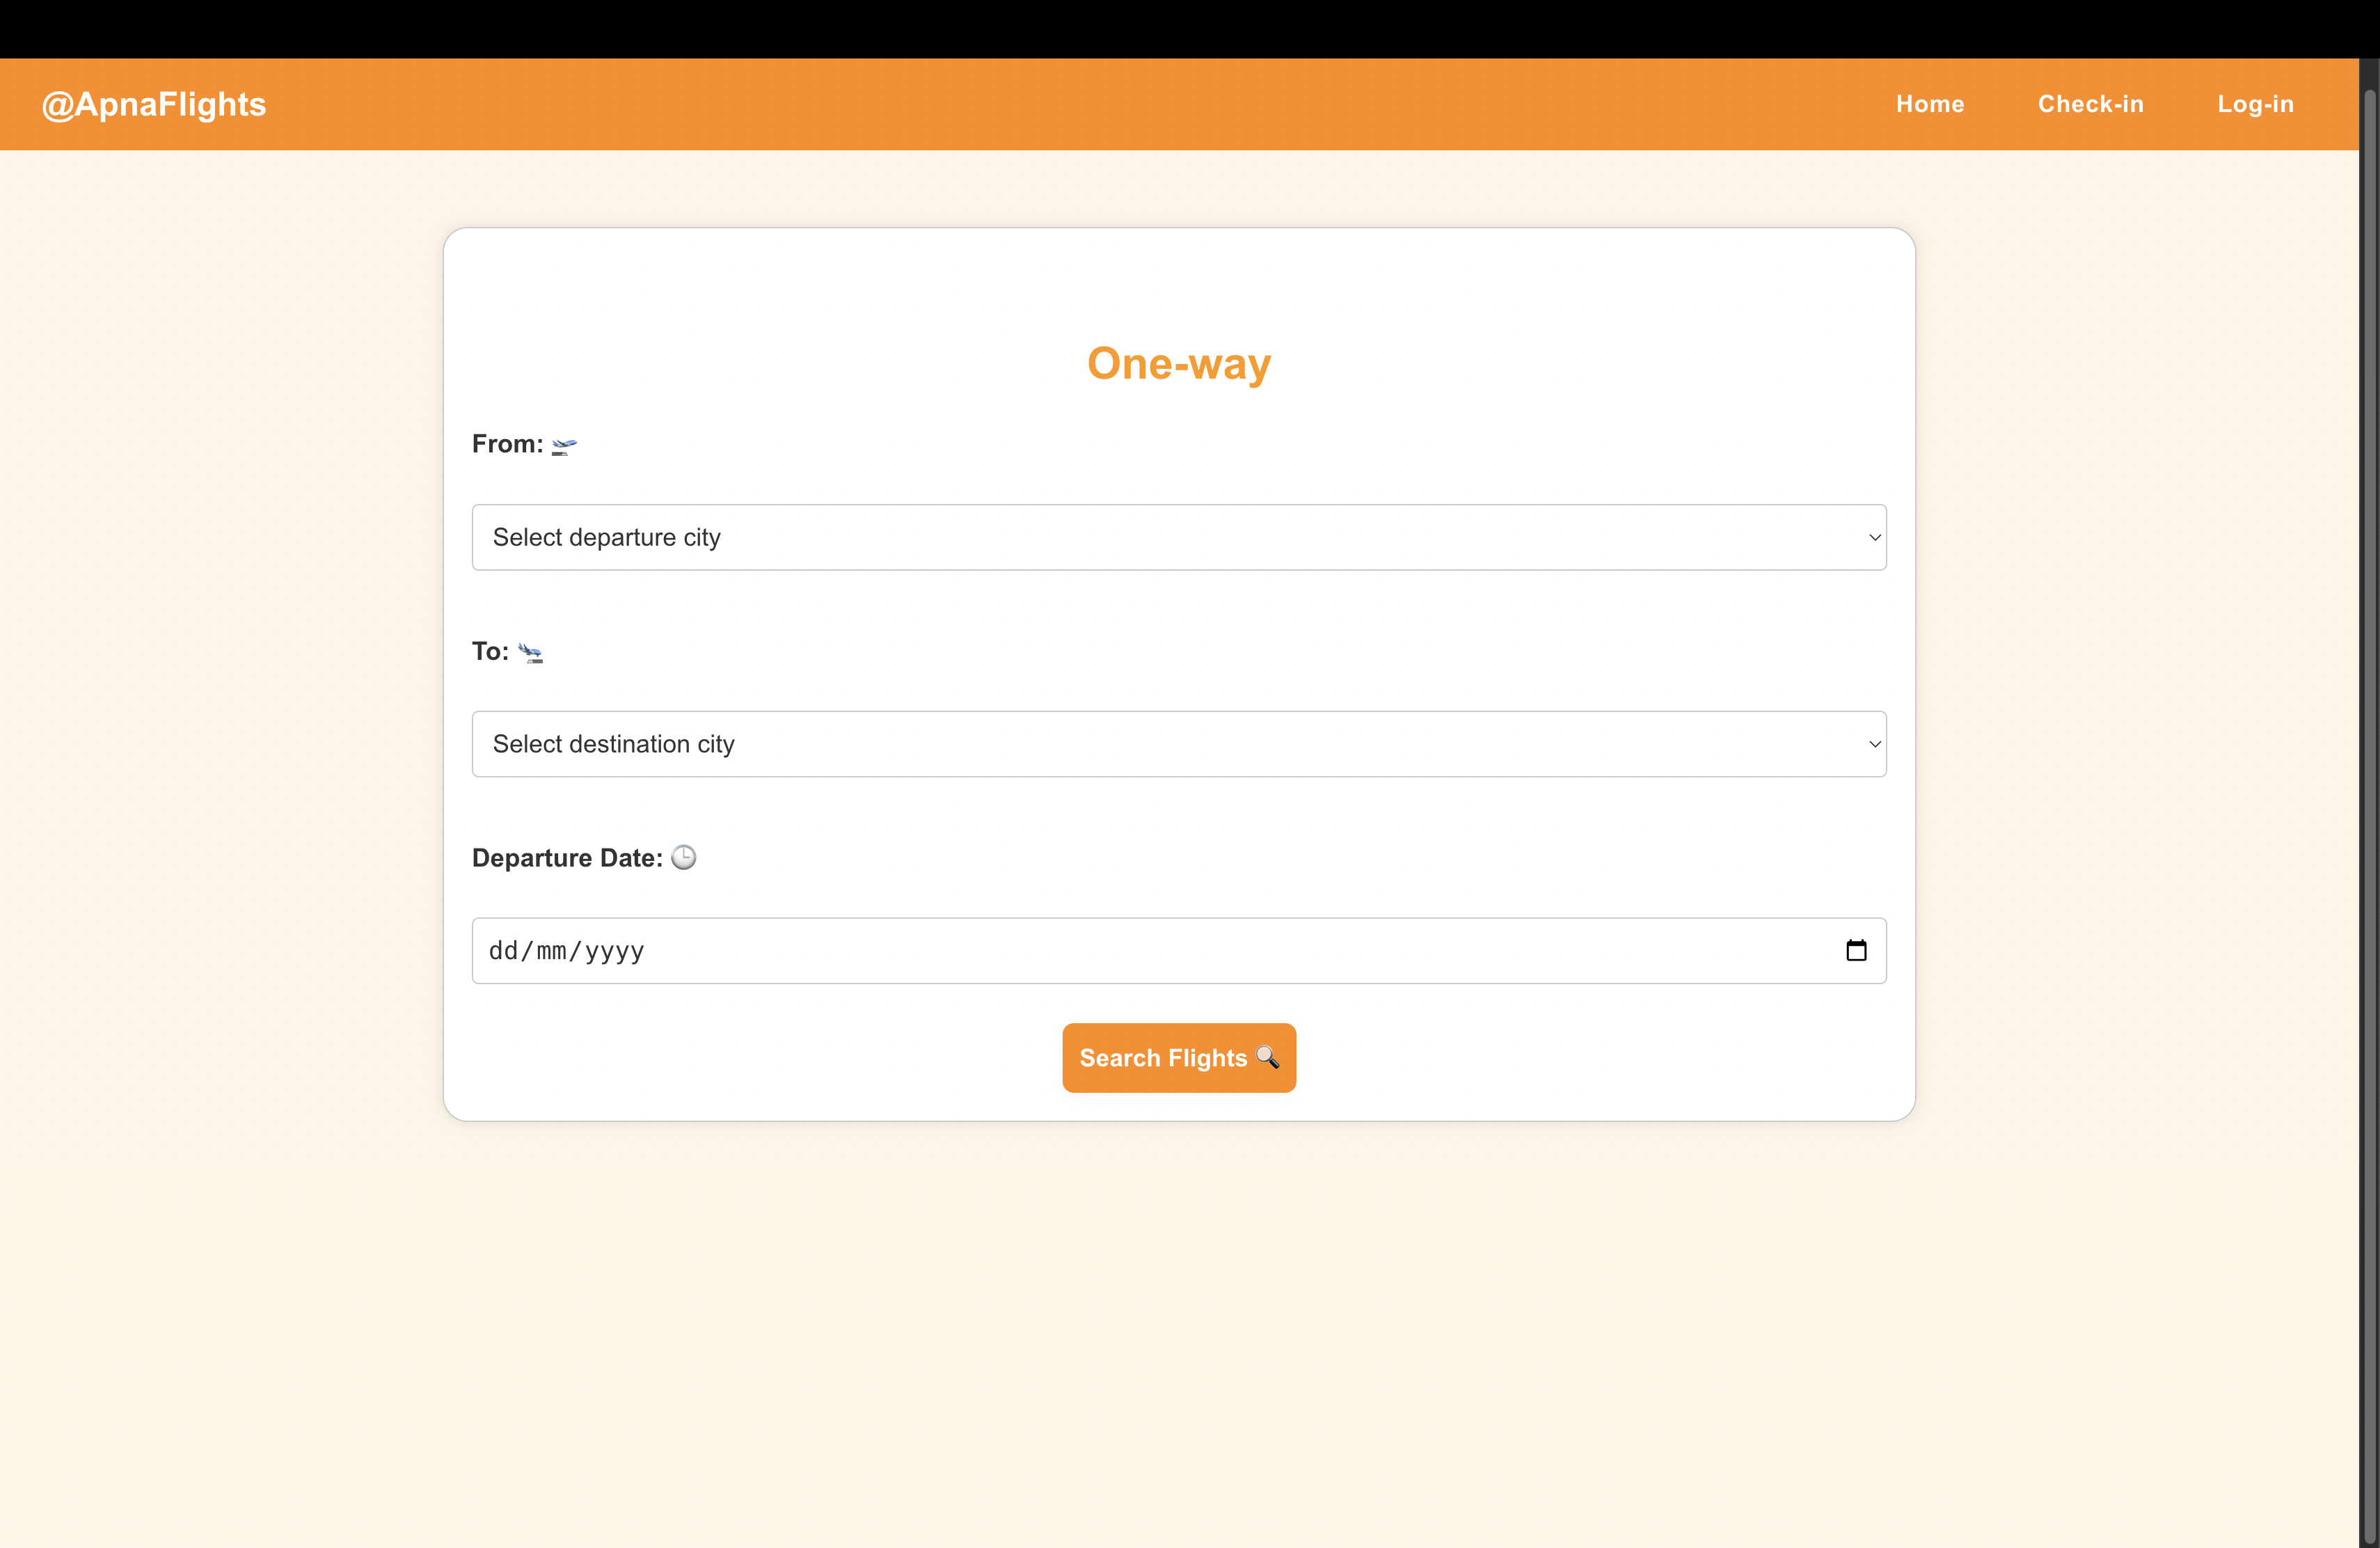 @ApnaFlights Home Check-in Log-in
One-way
From: 🛫
Select departure city
To: 🛬
Select destination city
Departure Date: 🕒
dd/mm/yyyy
Search Flights 🔍